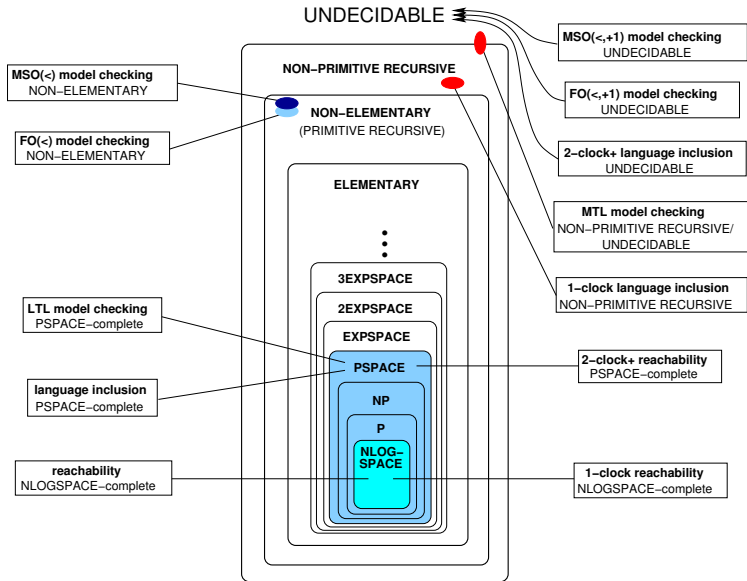 UNDECIDABLE
NON−PRIMITIVE RECURSIVE
NON−ELEMENTARY
(PRIMITIVE RECURSIVE)
ELEMENTARY
3EXPSPACE
2EXPSPACE
EXPSPACE
PSPACE
NP
P
NLOG−
SPACE
MSO(<) model checking
NON−ELEMENTARY
FO(<) model checking
NON−ELEMENTARY
LTL model checking
PSPACE−complete
language inclusion
PSPACE−complete
reachability
NLOGSPACE−complete
MSO(<,+1) model checking
UNDECIDABLE
FO(<,+1) model checking
UNDECIDABLE
2−clock+ language inclusion
UNDECIDABLE
MTL model checking
NON−PRIMITIVE RECURSIVE/
UNDECIDABLE
1−clock language inclusion
NON−PRIMITIVE RECURSIVE
2−clock+ reachability
PSPACE−complete
1−clock reachability
NLOGSPACE−complete